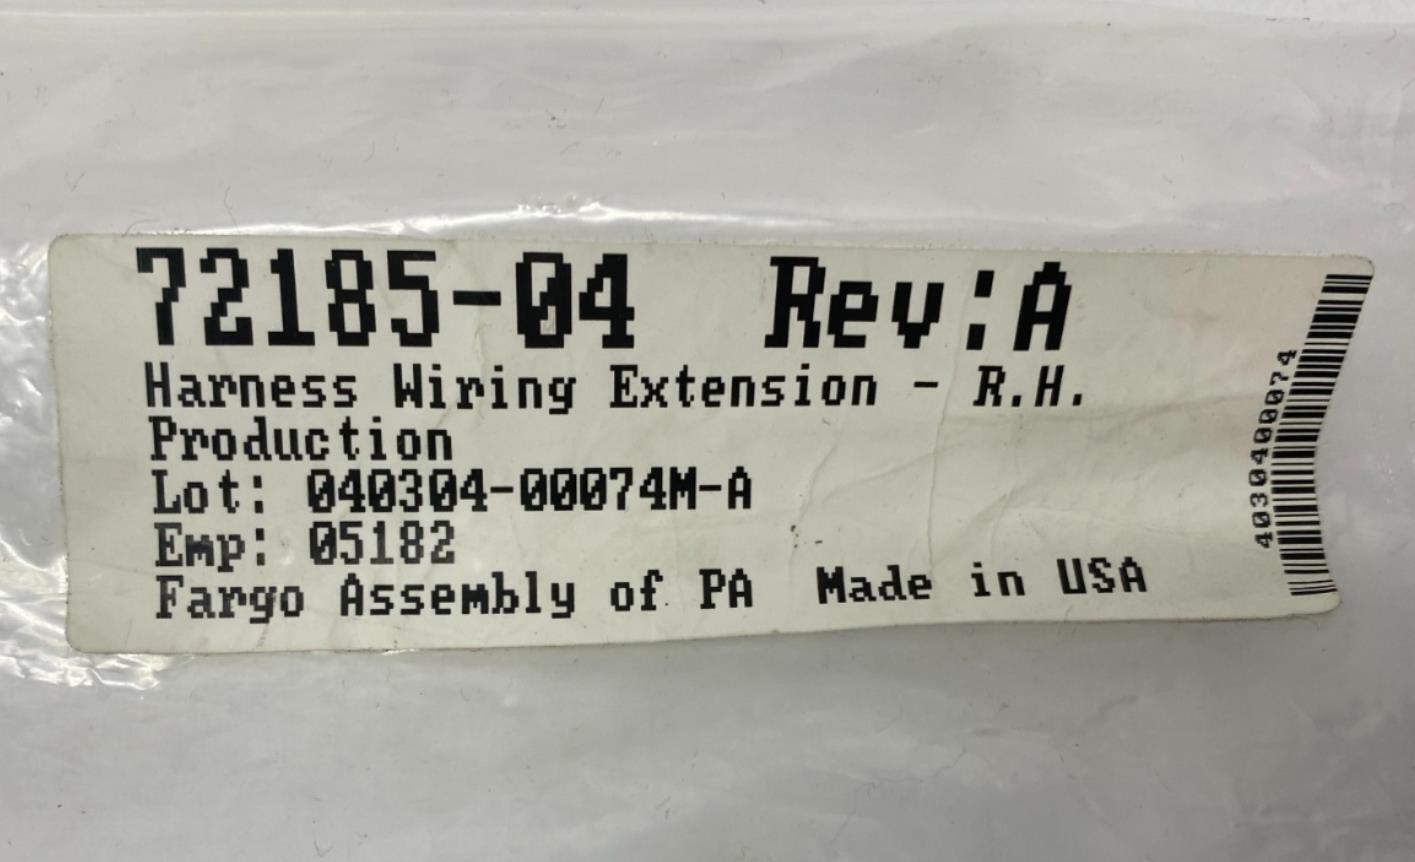 72185-04 Rev:A
Harness Wiring Extension - R.H.
Production
Lot: 040304-00074M-A
Emp: 05182
Fargo Assembly of PA Made in USA
4030400074